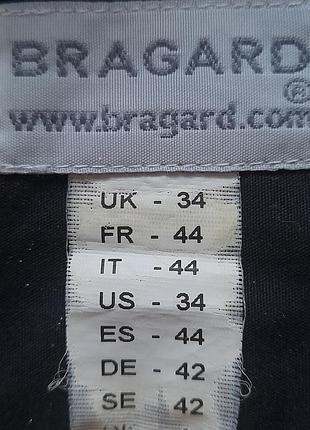 BRAGARD
®
www.bragard.com
UK - 34
FR - 44
IT - 44
US - 34
ES - 44
DE - 42
SE - 42